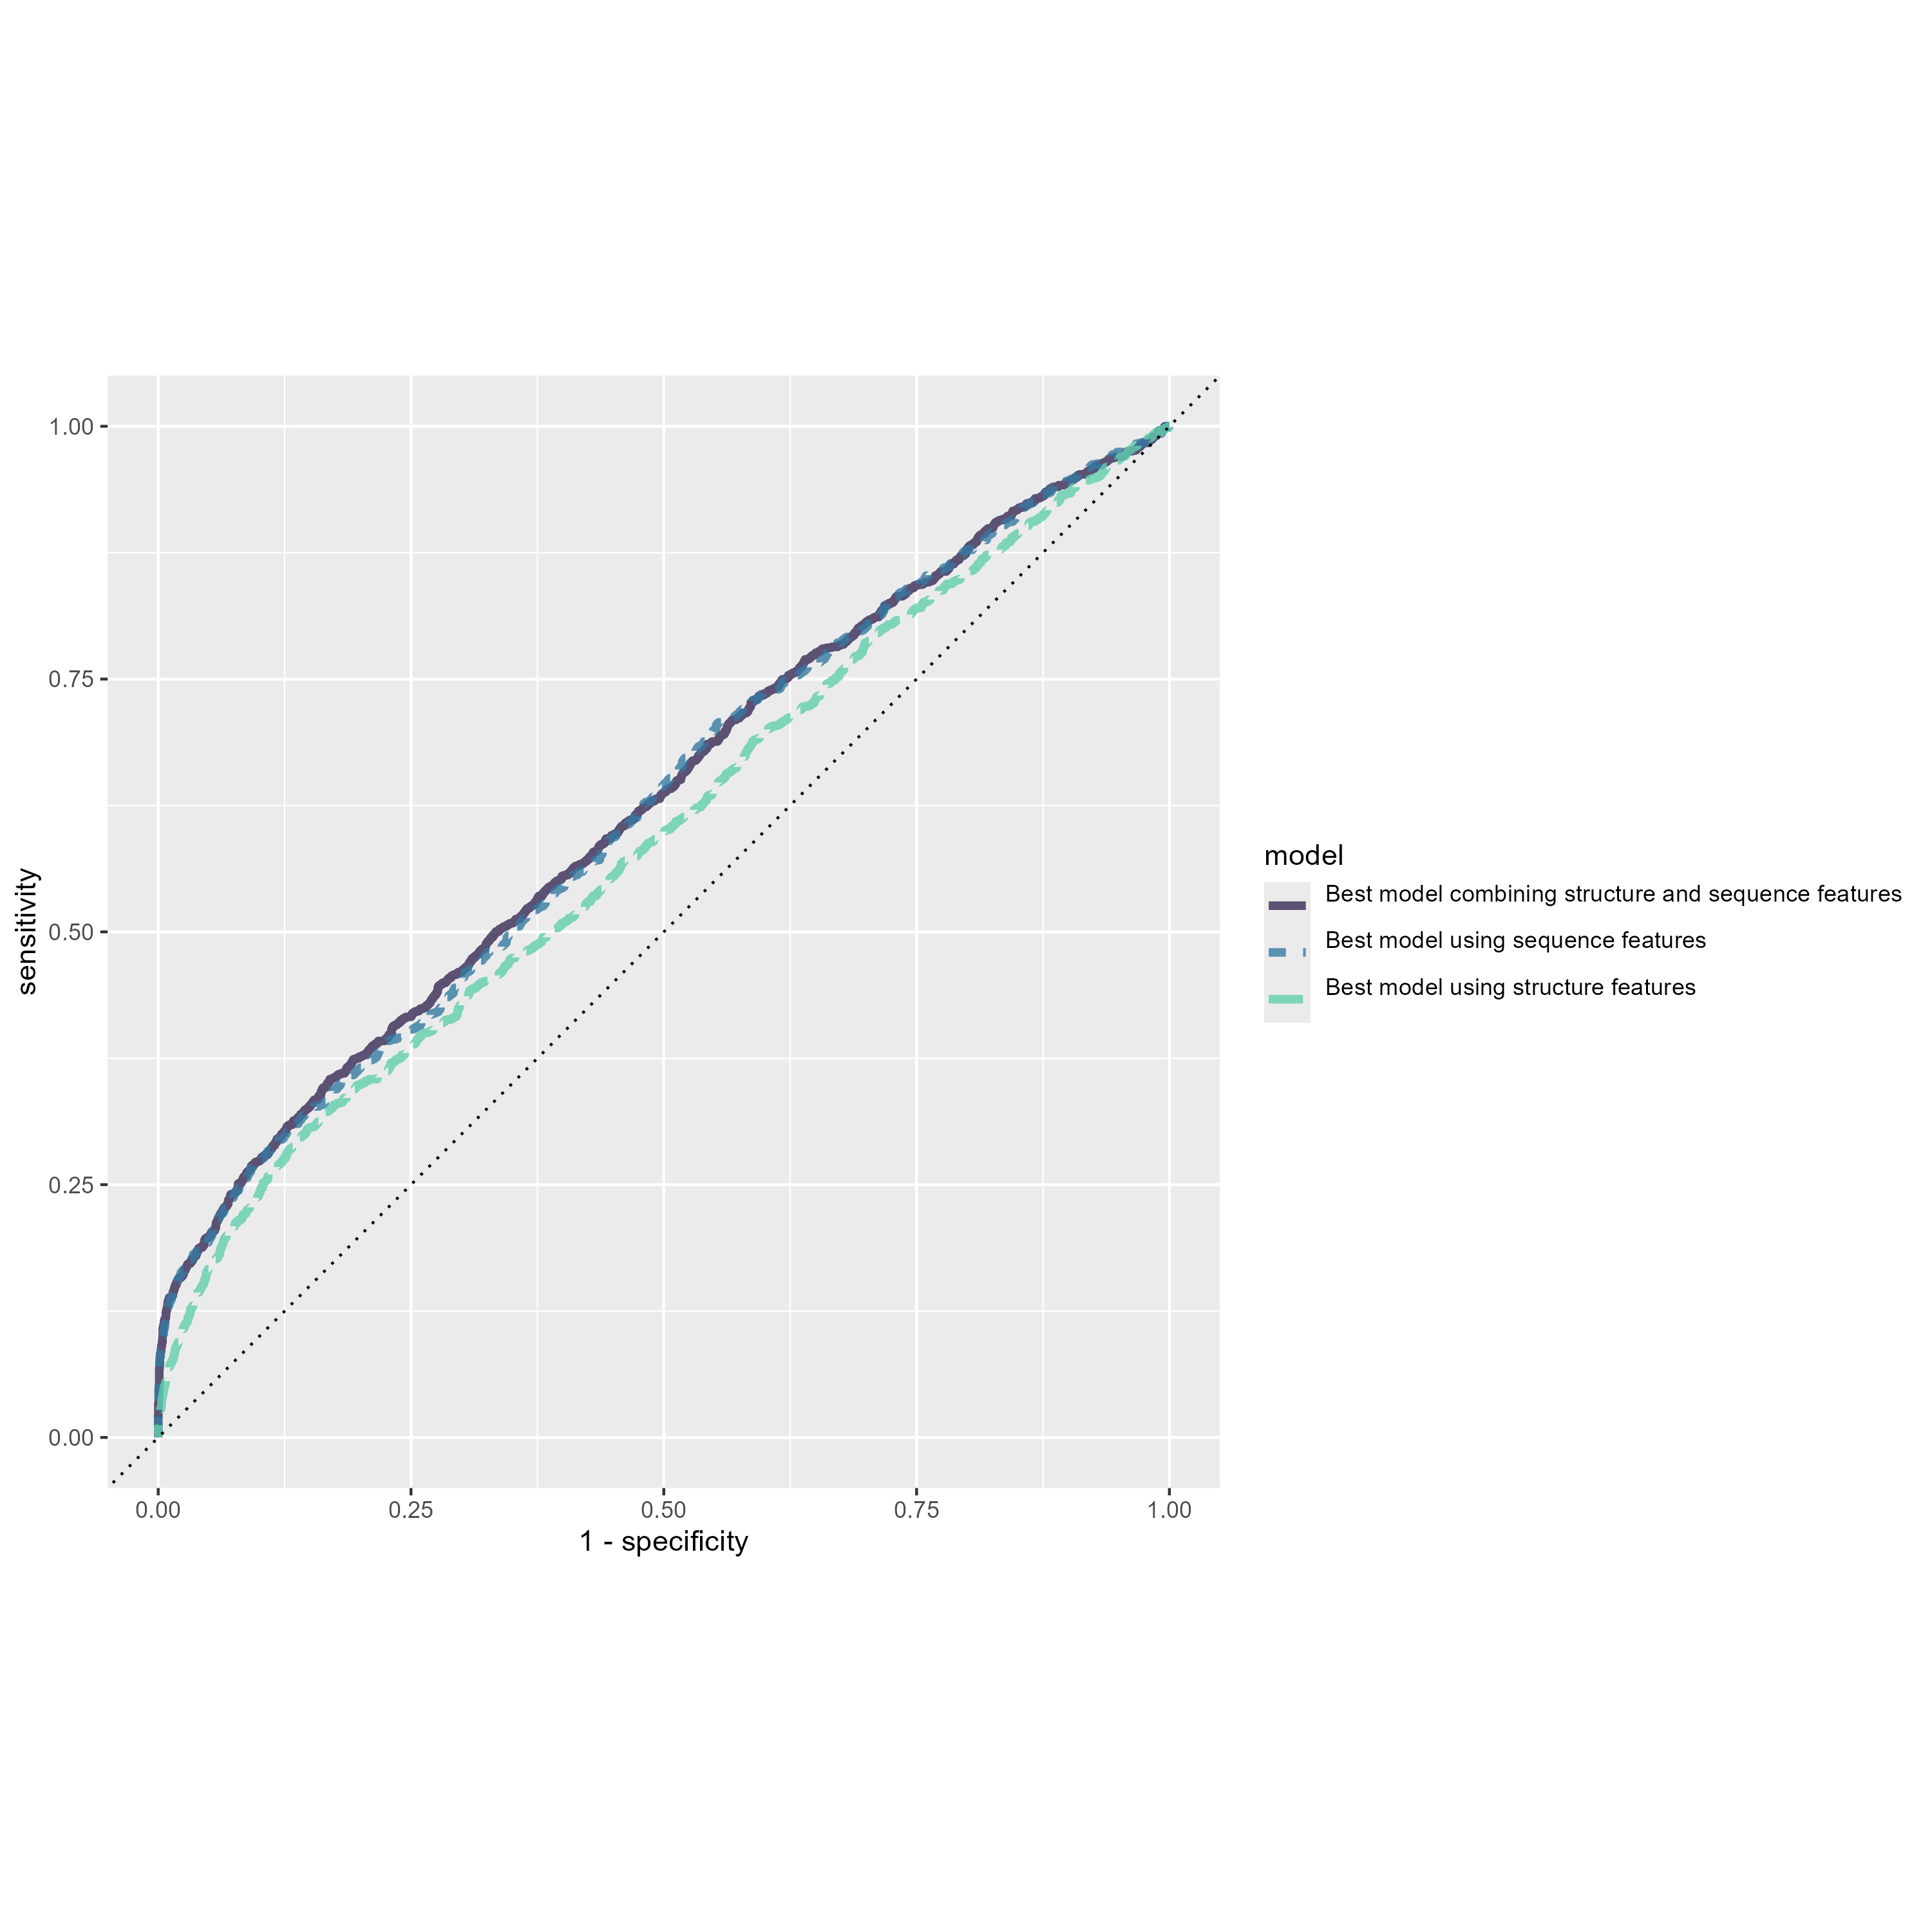 1.00
0.75
0.50
0.25
0.00
sensitivity
0.00 0.25 0.50 0.75 1.00
1 - specificity
model
Best model combining structure and sequence features
Best model using sequence features
Best model using structure features